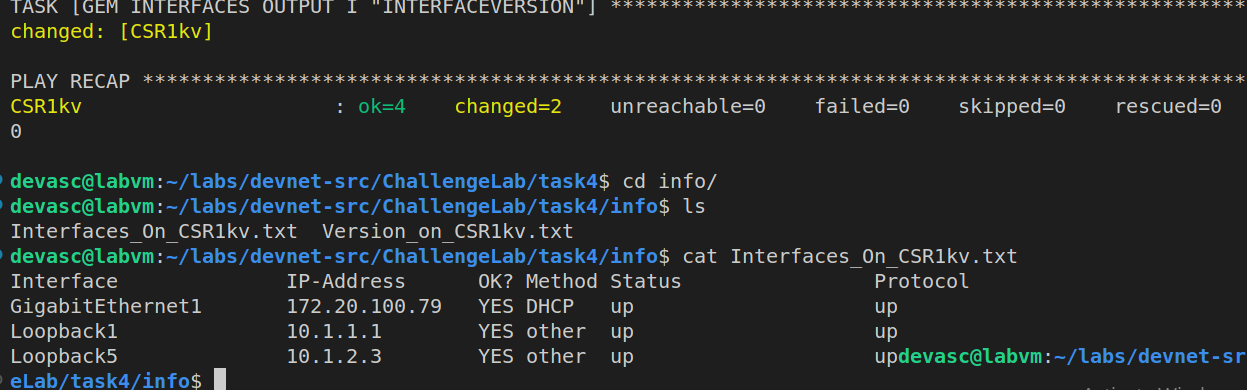 TASK [GEM INTERFACES OUTPUT I "INTERFACEVERSION"] *****************************************************
changed: [CSR1kv]
PLAY RECAP ********************************************************************************************
CSR1kv                     : ok=4    changed=2    unreachable=0    failed=0    skipped=0    rescued=0
0
devasc@labvm:~/labs/devnet-src/ChallengeLab/task4$ cd info/
devasc@labvm:~/labs/devnet-src/ChallengeLab/task4/info$ ls
Interfaces_On_CSR1kv.txt  Version_on_CSR1kv.txt
devasc@labvm:~/labs/devnet-src/ChallengeLab/task4/info$ cat Interfaces_On_CSR1kv.txt
Interface              IP-Address      OK? Method Status                Protocol
GigabitEthernet1       172.20.100.79   YES DHCP   up                    up
Loopback1              10.1.1.1        YES other  up                    up
Loopback5              10.1.2.3        YES other  up                    updevasc@labvm:~/labs/devnet-sr
eLab/task4/info$